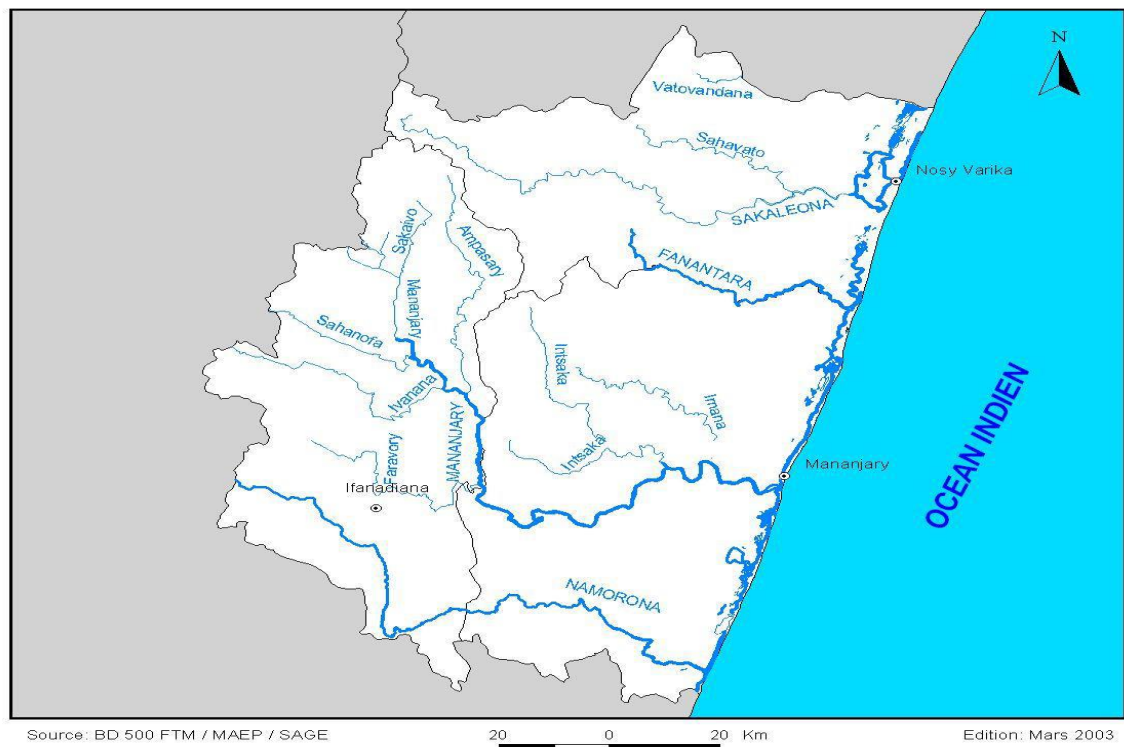 N
Vatovandana
Sahavato
Nosy Varika
SAKALEONA
Sakaivo
Ampasary
FANANTARA
Mananjary
Sahanofa
Intsaka
Ivanana
Imana
MANANJARY
Faravory
Intsaka
Mananjary
Ifanadiana
OCEAN INDIEN
NAMORONA
Source: BD 500 FTM / MAEP / SAGE
20 0 20 Km
Edition: Mars 2003